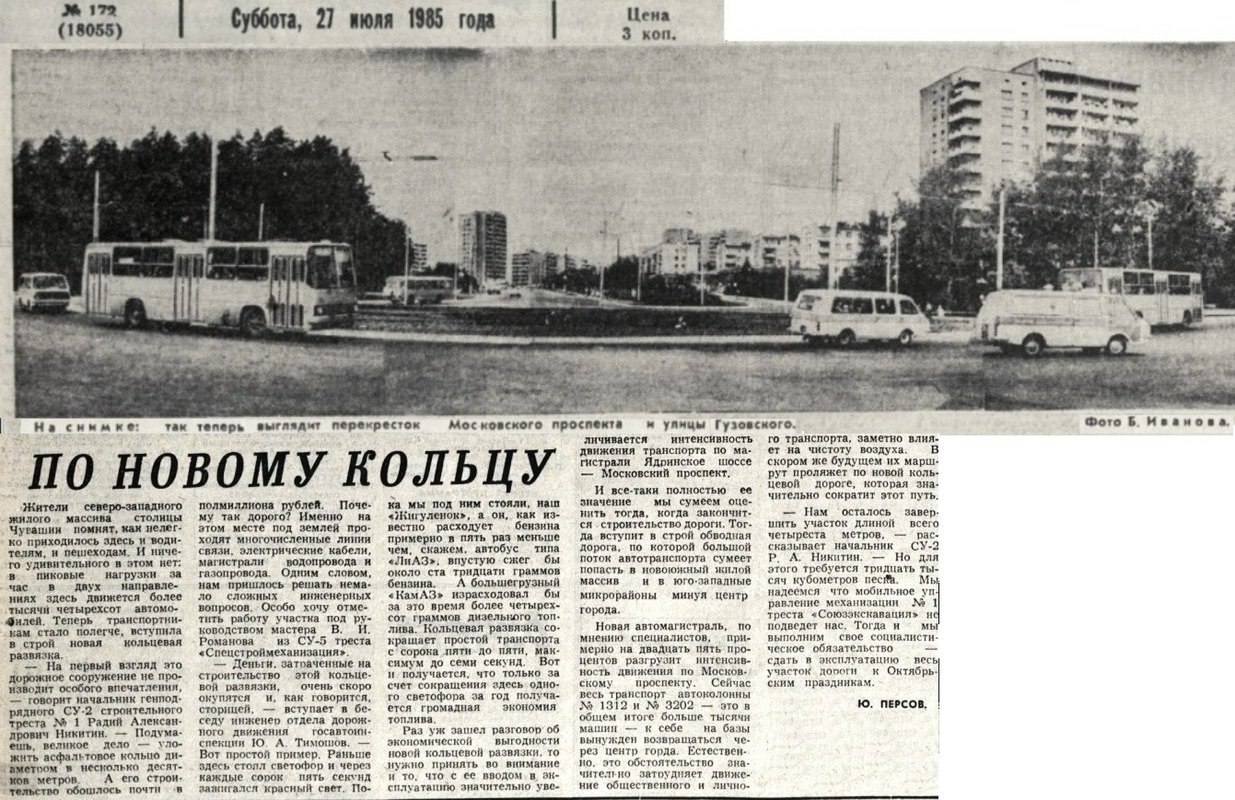 № 172
(18055)
Суббота, 27 июля 1985 года
Цена
3 коп.
На снимке: так теперь выглядит перекресток Московского проспекта и улицы Гузовского.
Фото Б. Иванова.
ПО НОВОМУ КОЛЬЦУ
Жители северо-западного
жилого массива столицы
Чувашии помнят, как нелег-
ко приходилось здесь и води-
телям, и пешеходам. И ниче-
го удивительного в этом нет:
в пиковые нагрузки за
час в двух направле-
ниях здесь движется более
тысячи четырехсот автомо-
билей. Теперь транспортни-
кам стало полегче, вступила
в строй новая кольцевая
развязка.
— На первый взгляд это
дорожное сооружение не про-
изводит особого впечатления,
— говорит начальник генпод-
рядного СУ-2 строительного
треста № 1 Радий Алексан-
дрович Никитин. — Подума-
ешь, великое дело — уло-
жить асфальтовое кольцо ди-
аметром в несколько десят-
ков метров. А его строи-
тельство обошлось почти в
полмиллиона рублей. Поче-
му так дорого? Именно на
этом месте под землей про-
ходят многочисленные линии
связи, электрические кабели,
магистрали водопровода и
газопровода. Одним словом,
нам пришлось решать нема-
ло сложных инженерных
вопросов. Особо хочу отме-
тить работу участка под ру-
ководством мастера В. И.
Романова из СУ-5 треста
«Спецстроймеханизация».
— Деньги, затраченные на
строительство этой кольце-
вой развязки, очень скоро
окупятся и, как говорится,
сторицей, — вступает в бе-
седу инженер отдела дорож-
ного движения госавтоин-
спекции Ю. А. Тимошов. —
Вот простой пример. Раньше
здесь стоял светофор и через
каждые сорок пять секунд
зажигался красный свет. По-
ка мы под ним стояли, наш
«Жигуленок», а он, как из-
вестно расходует бензина
примерно в пять раз меньше
чем, скажем, автобус типа
«ЛиАЗ», впустую сжег бы
около ста тридцати граммов
бензина. А большегрузный
«КамАЗ» израсходовал бы
за это время более четырех-
сот граммов дизельного топ-
лива. Кольцевая развязка со-
кращает простой транспорта
с сорока пяти до пяти, мак-
симум до семи секунд. Вот
и получается, что только за
счет сокращения здесь одно-
го светофора за год получа-
ется громадная экономия
топлива.
Раз уж зашел разговор об
экономической выгодности
новой кольцевой развязки, то
нужно принять во внимание
и то, что с ее вводом в эк-
сплуатацию значительно уве-
личивается интенсивность
движения транспорта по ма-
гистрали Ядринское шоссе
— Московский проспект.
И все-таки полностью ее
значение мы сумеем оце-
нить тогда, когда закончит-
ся строительство дороги. Тог-
да вступит в строй обводная
дорога, по которой большой
поток автотранспорта сумеет
попасть в новоюжный жилой
массив и в юго-западные
микрорайоны минуя центр
города.
Новая автомагистраль, по
мнению специалистов, при-
мерно на двадцать пять про-
центов разгрузит интенсив-
ность движения по Москов-
скому проспекту. Сейчас
весь транспорт автоколонны
№ 1312 и № 3202 — это в
общем итоге больше тысячи
машин — к себе на базы
вынужден возвращаться че-
рез центр горда. Естествен-
но, это обстоятельство зна-
чительно затрудняет движе-
ние общественного и лично-
го транспорта, заметно влия-
ет на чистоту воздуха. В
скором же будущем их марш-
рут проляжет по новой коль-
цевой дороге, которая зна-
чительно сократит этот путь.
— Нам осталось завер-
шить участок длиной всего
четыреста метров, — рас-
сказывает начальник СУ-2
Р. А. Никитин. — Но для
этого требуется тридцать ты-
сяч кубометров песка. Мы
надеемся что мобильное уп-
равление механизации № 1
треста «Союзэкскавация» не
подведет нас, Тогда и мы
выполним свое социалисти-
ческое обязательство —
сдать в эксплуатацию весь
участок дороги к Октябрь-
ским праздникам.
Ю. ПЕРСОВ.